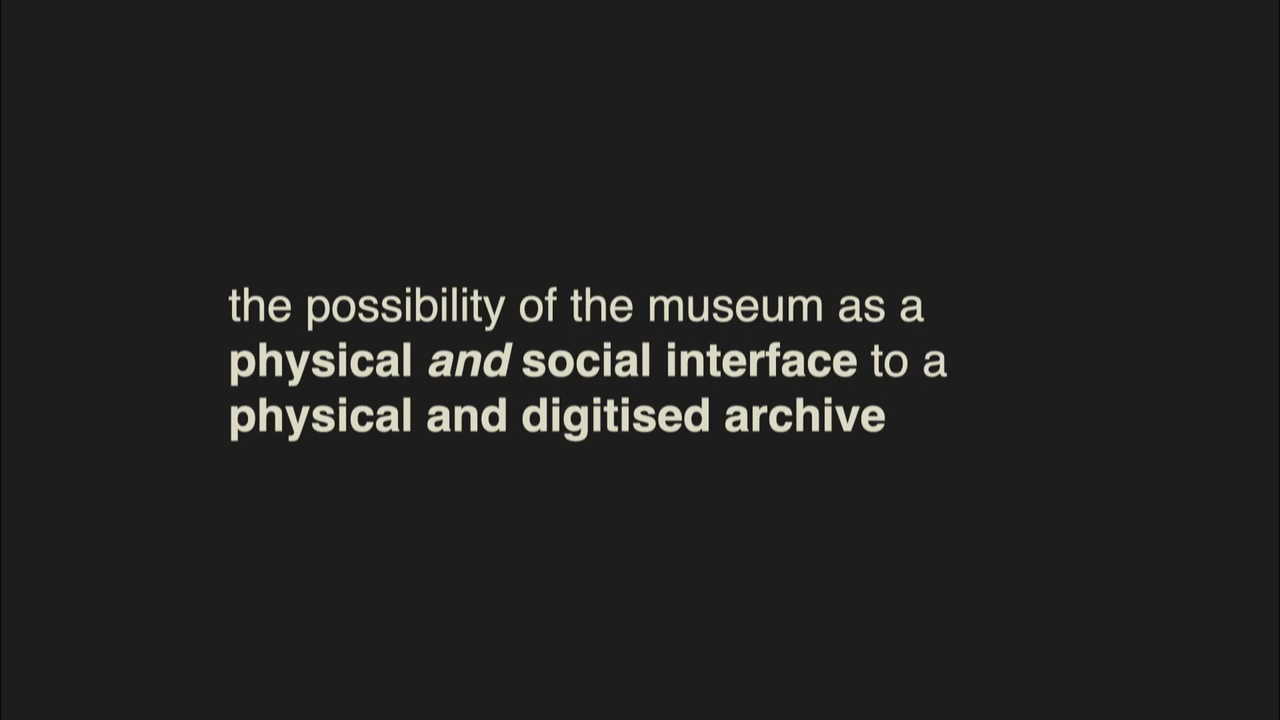 the possibility of the museum as a
physical and social interface to a
physical and digitised archive